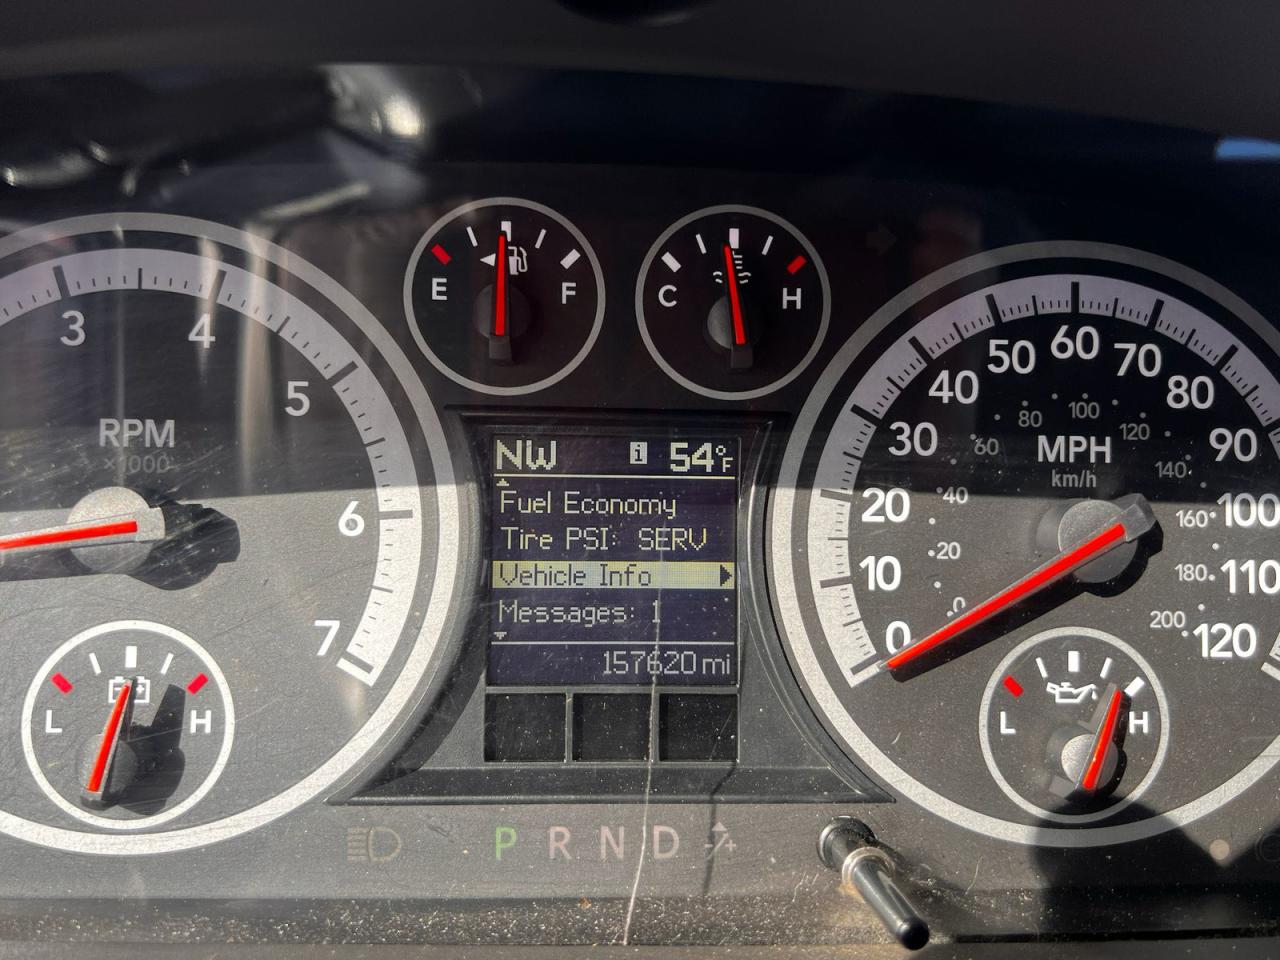 3
4
5
6
7
RPM
×1000
L
H
E
F
C
H
NW i 54°F
Fuel Economy
Tire PSI: SERV
Vehicle Info
Messages: 1
157620 mi
P R N D -/+
0
10
20
30
40
50
60
70
80
90
100
110
120
MPH
km/h
0
20
40
60
80
100
120
140
160
180
200
L
H